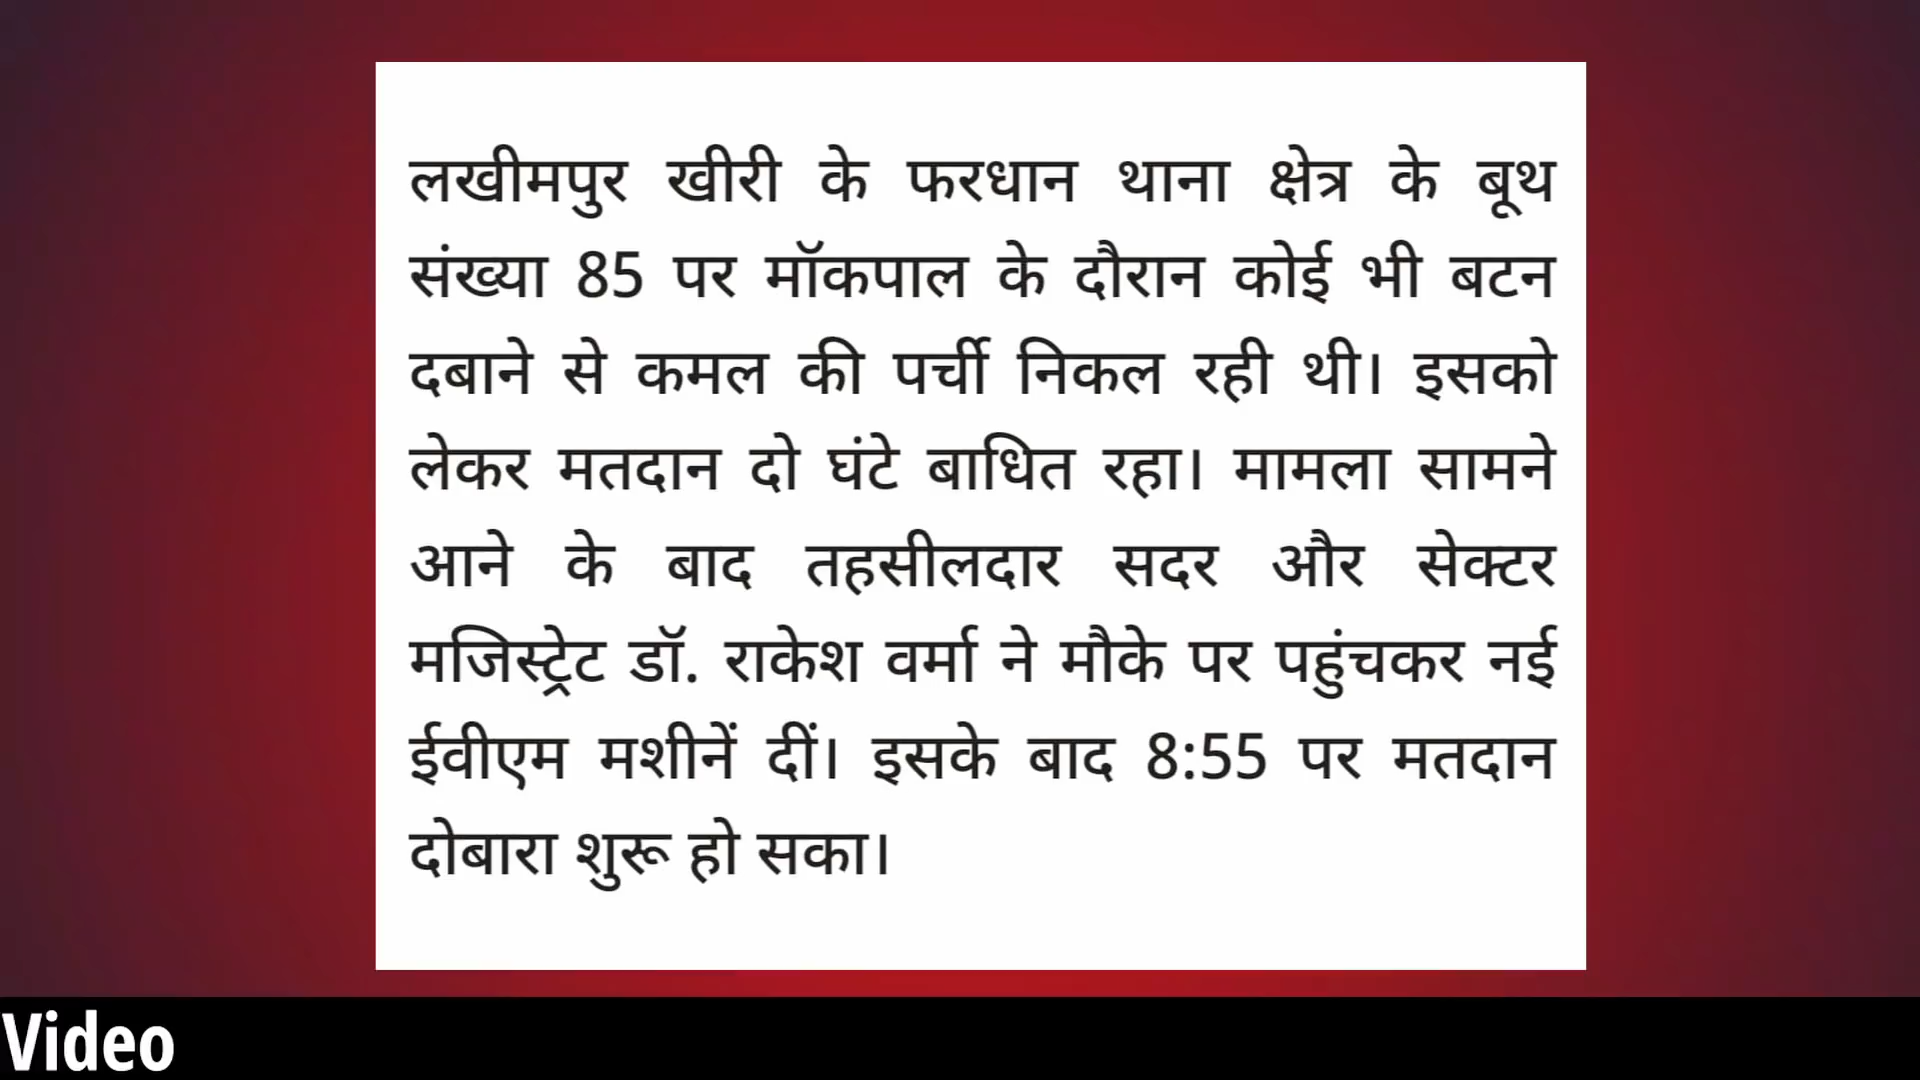 लखीमपुर खीरी के फरधान थाना क्षेत्र के बूथ
संख्या 85 पर मॉकपाल के दौरान कोई भी बटन
दबाने से कमल की पर्ची निकल रही थी। इसको
लेकर मतदान दो घंटे बाधित रहा। मामला सामने
आने के बाद तहसीलदार सदर और सेक्टर
मजिस्ट्रेट डॉ. राकेश वर्मा ने मौके पर पहुंचकर नई
ईवीएम मशीनें दीं। इसके बाद 8:55 पर मतदान
दोबारा शुरू हो सका।
Video